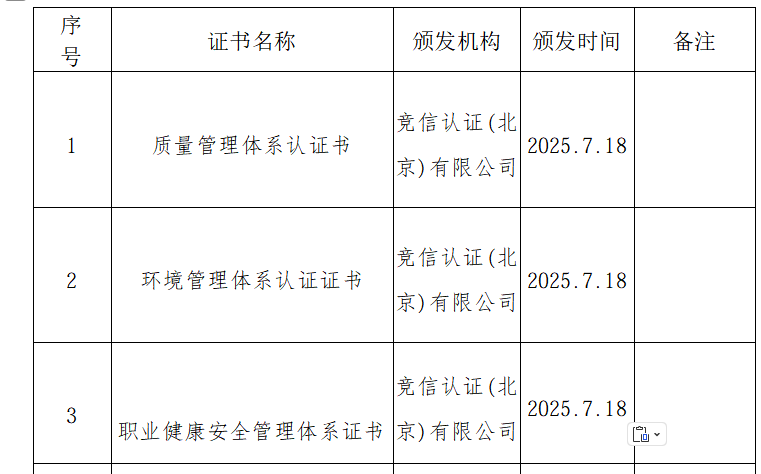 序号 证书名称 颁发机构 颁发时间 备注
1 质量管理体系认证书 竞信认证(北京)有限公司 2025.7.18
2 环境管理体系认证证书 竞信认证(北京)有限公司 2025.7.18
3 职业健康安全管理体系证书 竞信认证(北京)有限公司 2025.7.18